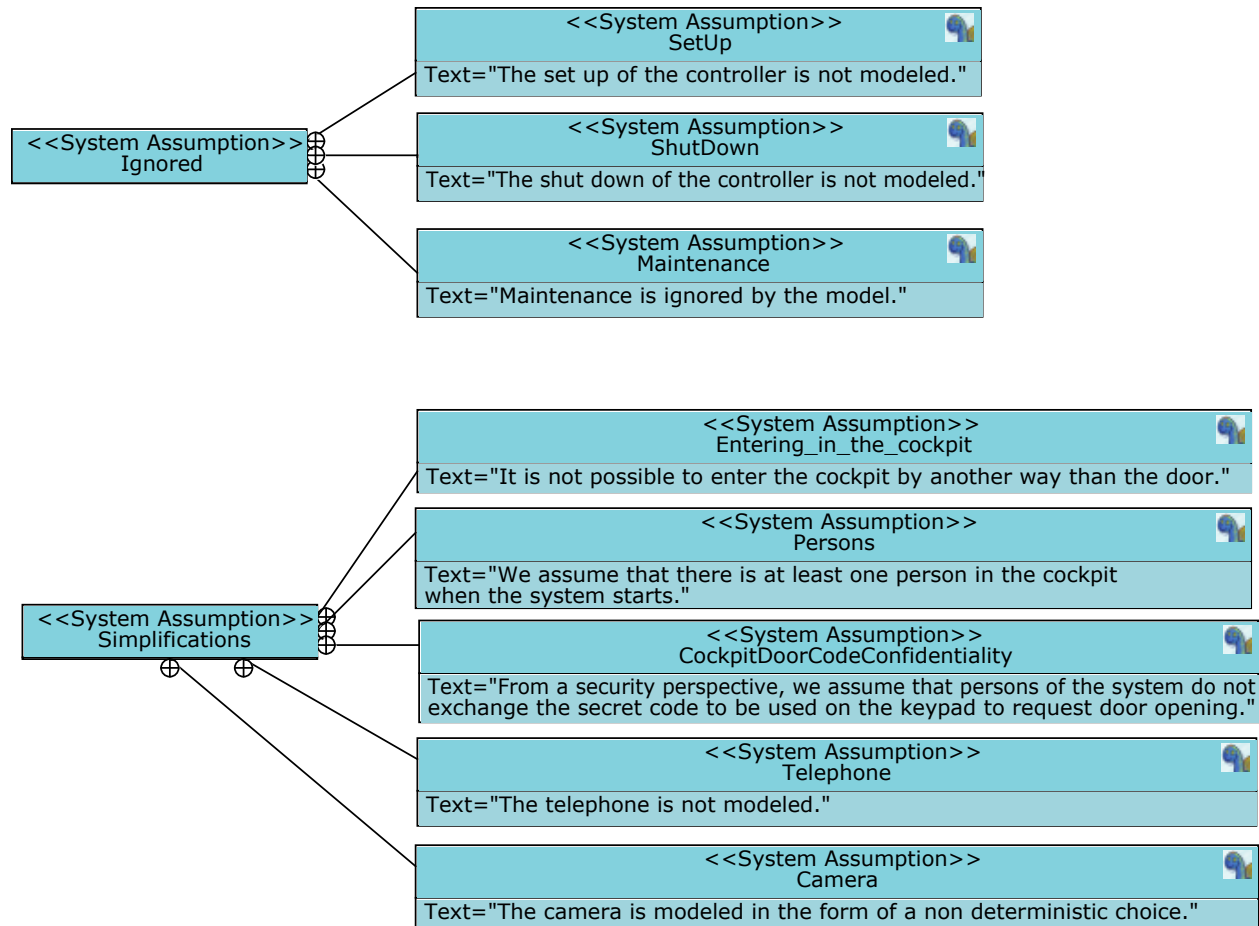 <<System Assumption>>
SetUp
Text="The set up of the controller is not modeled."
<<System Assumption>>
Ignored
<<System Assumption>>
ShutDown
Text="The shut down of the controller is not modeled."
<<System Assumption>>
Maintenance
Text="Maintenance is ignored by the model."
<<System Assumption>>
Entering_in_the_cockpit
Text="It is not possible to enter the cockpit by another way than the door."
<<System Assumption>>
Persons
Text="We assume that there is at least one person in the cockpit
when the system starts."
<<System Assumption>>
Simplifications
<<System Assumption>>
CockpitDoorCodeConfidentiality
Text="From a security perspective, we assume that persons of the system do not
exchange the secret code to be used on the keypad to request door opening."
<<System Assumption>>
Telephone
Text="The telephone is not modeled."
<<System Assumption>>
Camera
Text="The camera is modeled in the form of a non deterministic choice."